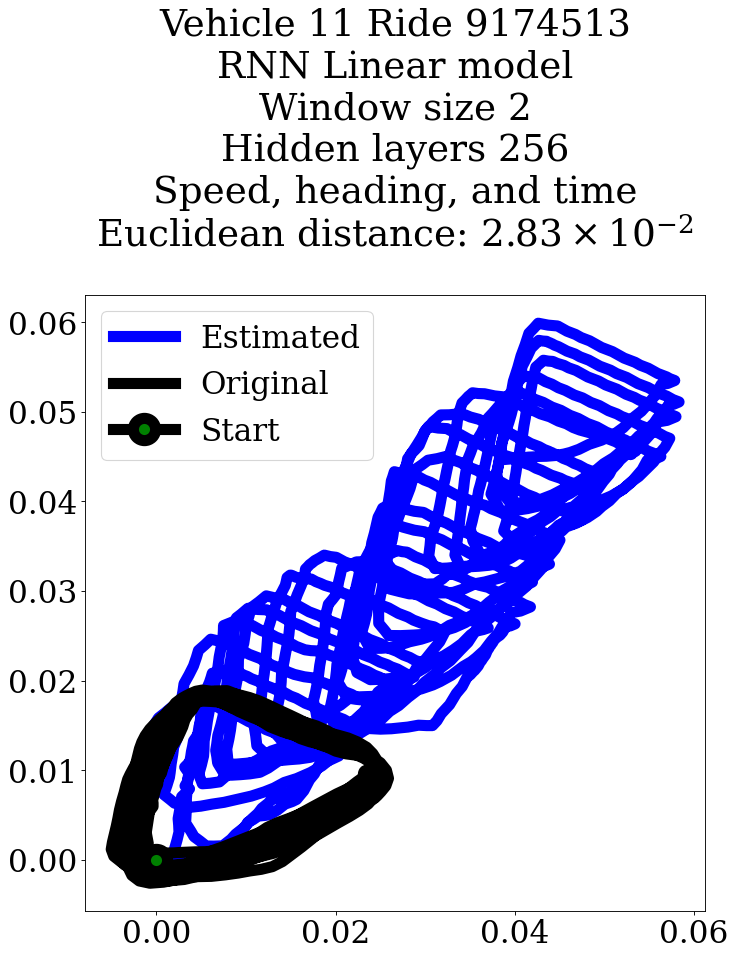 Vehicle 11 Ride 9174513
RNN Linear model
Window size 2
Hidden layers 256
Speed, heading, and time
Euclidean distance: 2.83 × 10⁻²
Estimated
Original
Start
0.06
0.05
0.04
0.03
0.02
0.01
0.00
0.00 0.02 0.04 0.06